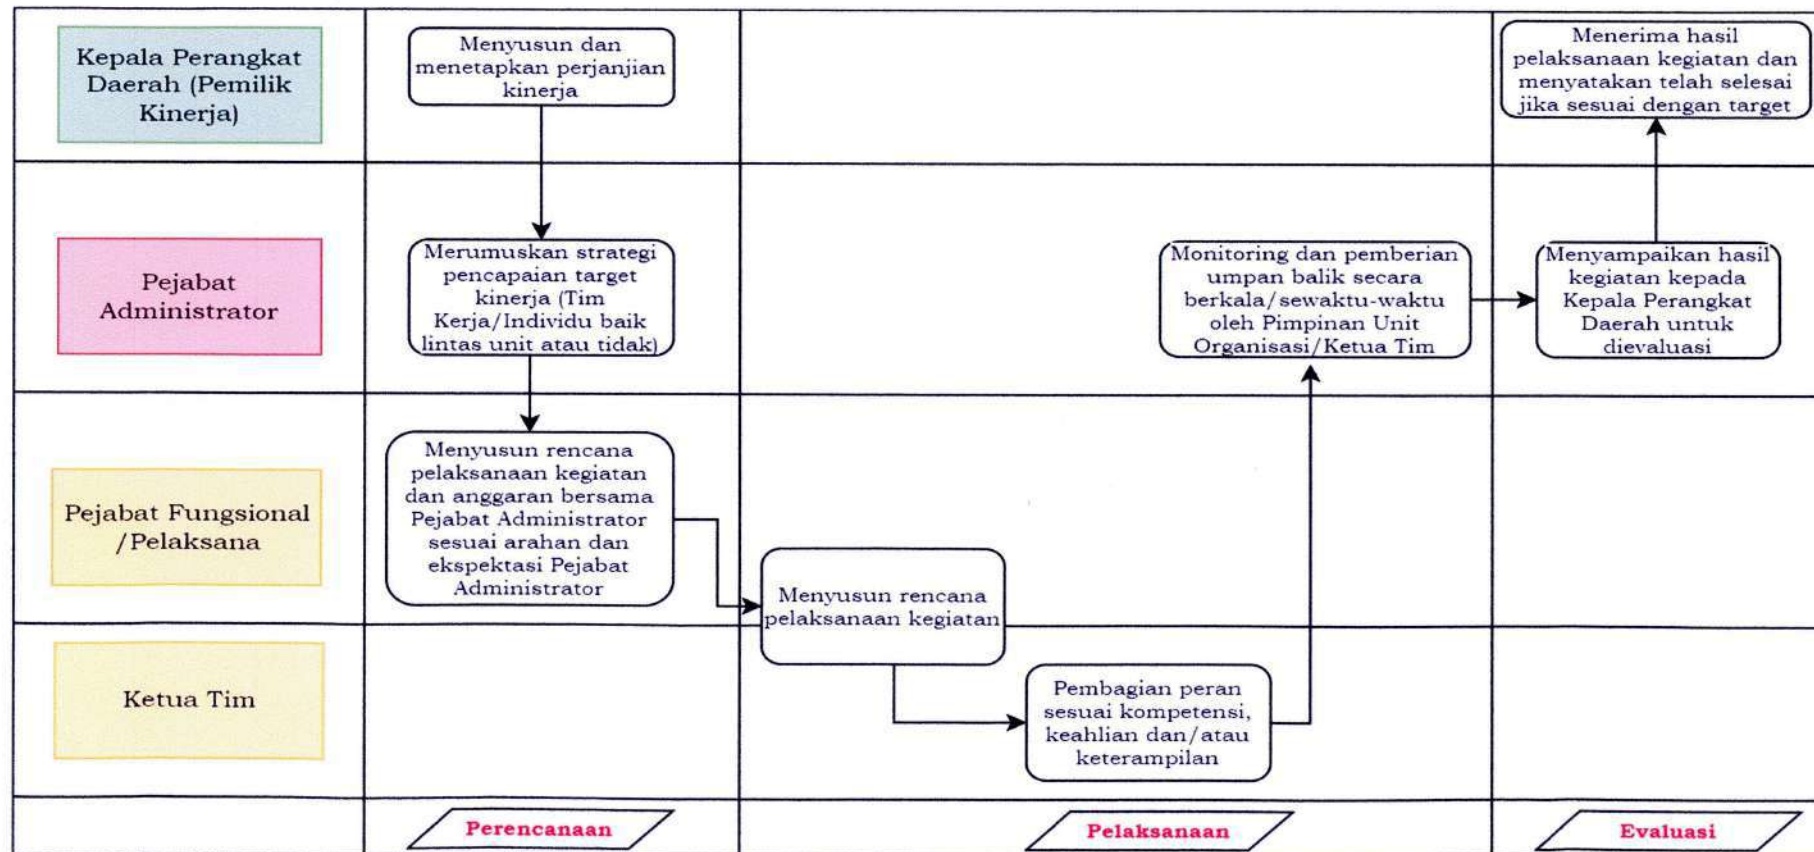 Kepala Perangkat
Daerah (Pemilik
Kinerja)
Menyusun dan
menetapkan perjanjian
kinerja
Menerima hasil
pelaksanaan kegiatan dan
menyatakan telah selesai
jika sesuai dengan target
Pejabat
Administrator
Merumuskan strategi
pencapaian target
kinerja (Tim
Kerja/Individu baik
lintas unit atau tidak)
Monitoring dan pemberian
umpan balik secara
berkala/sewaktu-waktu
oleh Pimpinan Unit
Organisasi/Ketua Tim
Menyampaikan hasil
kegiatan kepada
Kepala Perangkat
Daerah untuk
dievaluasi
Pejabat Fungsional
/Pelaksana
Menyusun rencana
pelaksanaan kegiatan
dan anggaran bersama
Pejabat Administrator
sesuai arahan dan
ekspektasi Pejabat
Administrator
Menyusun rencana
pelaksanaan kegiatan
Ketua Tim
Pembagian peran
sesuai kompetensi,
keahlian dan/atau
keterampilan
Perencanaan
Pelaksanaan
Evaluasi